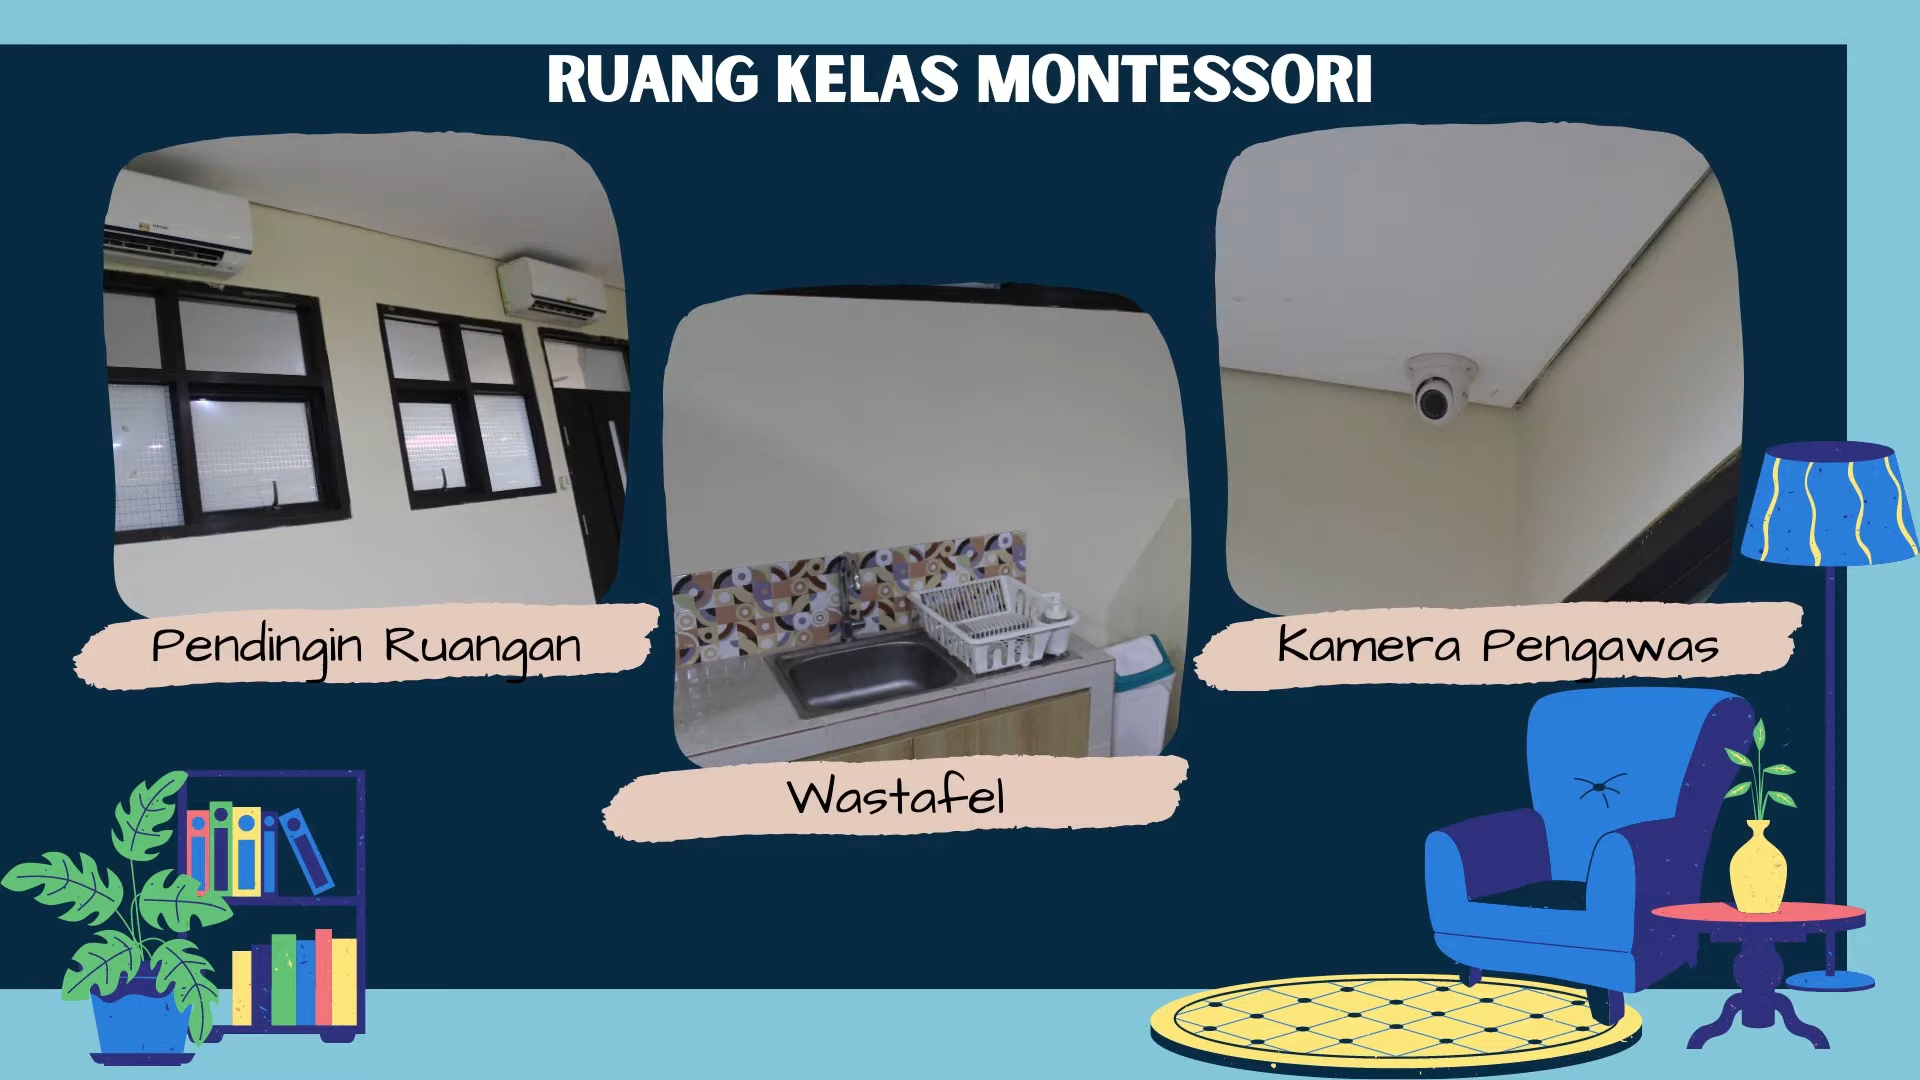 RUANG KELAS MONTESSORI
Pendingin Ruangan
Kamera Pengawas
Wastafel